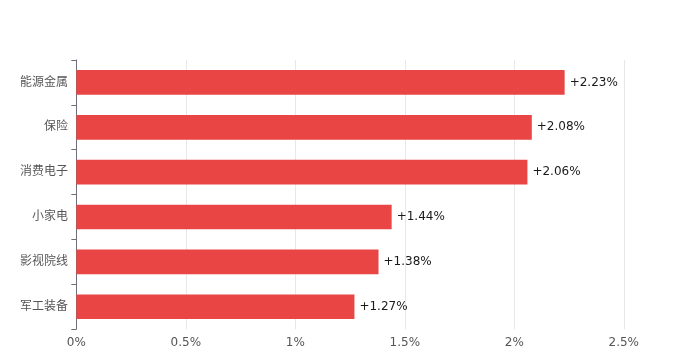 能源金属 +2.23%
保险 +2.08%
消费电子 +2.06%
小家电 +1.44%
影视院线 +1.38%
军工装备 +1.27%
0% 0.5% 1% 1.5% 2% 2.5%